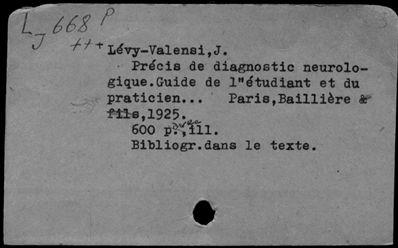 L
J 668 P
+++
Lévy-Valensi,J.
Précis de diagnostic neurolo-
gique.Guide de l"étudiant et du
praticien... Paris,Baillière &
fils,1925.
600 p.,ill.
Bibliogr.dans le texte.